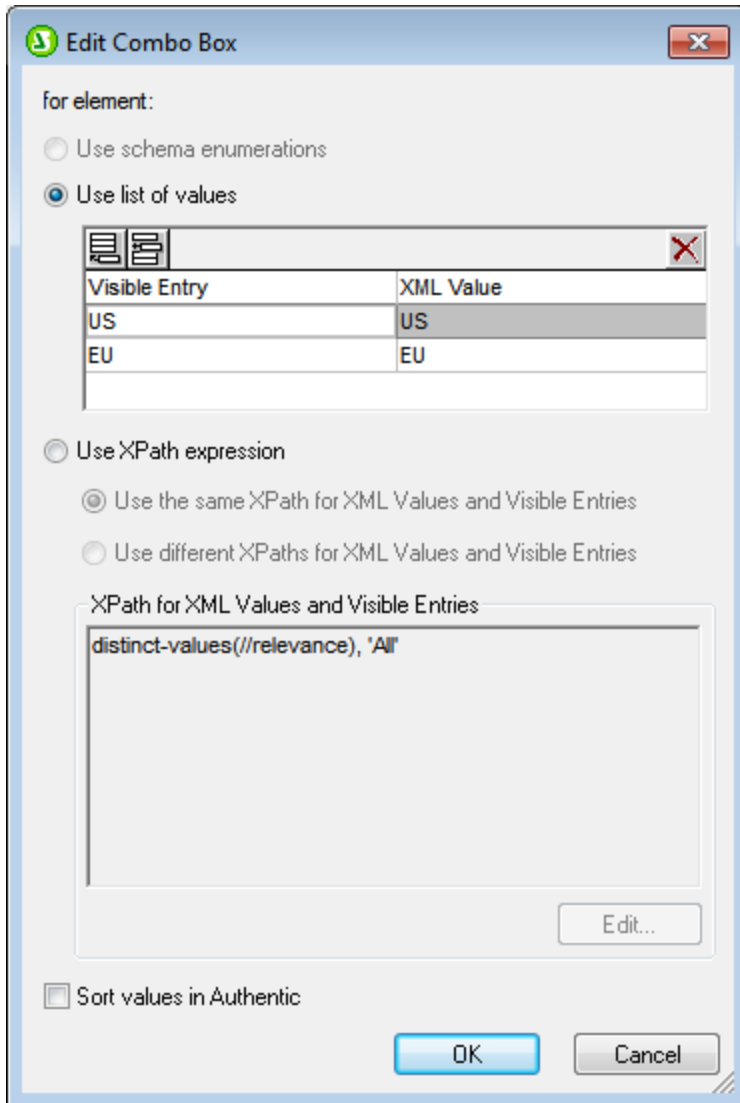 Edit Combo Box
for element:
Use schema enumerations
Use list of values
Visible Entry XML Value
US US
EU EU
Use XPath expression
Use the same XPath for XML Values and Visible Entries
Use different XPaths for XML Values and Visible Entries
XPath for XML Values and Visible Entries
distinct-values(//relevance), 'All'
Edit...
Sort values in Authentic
OK Cancel